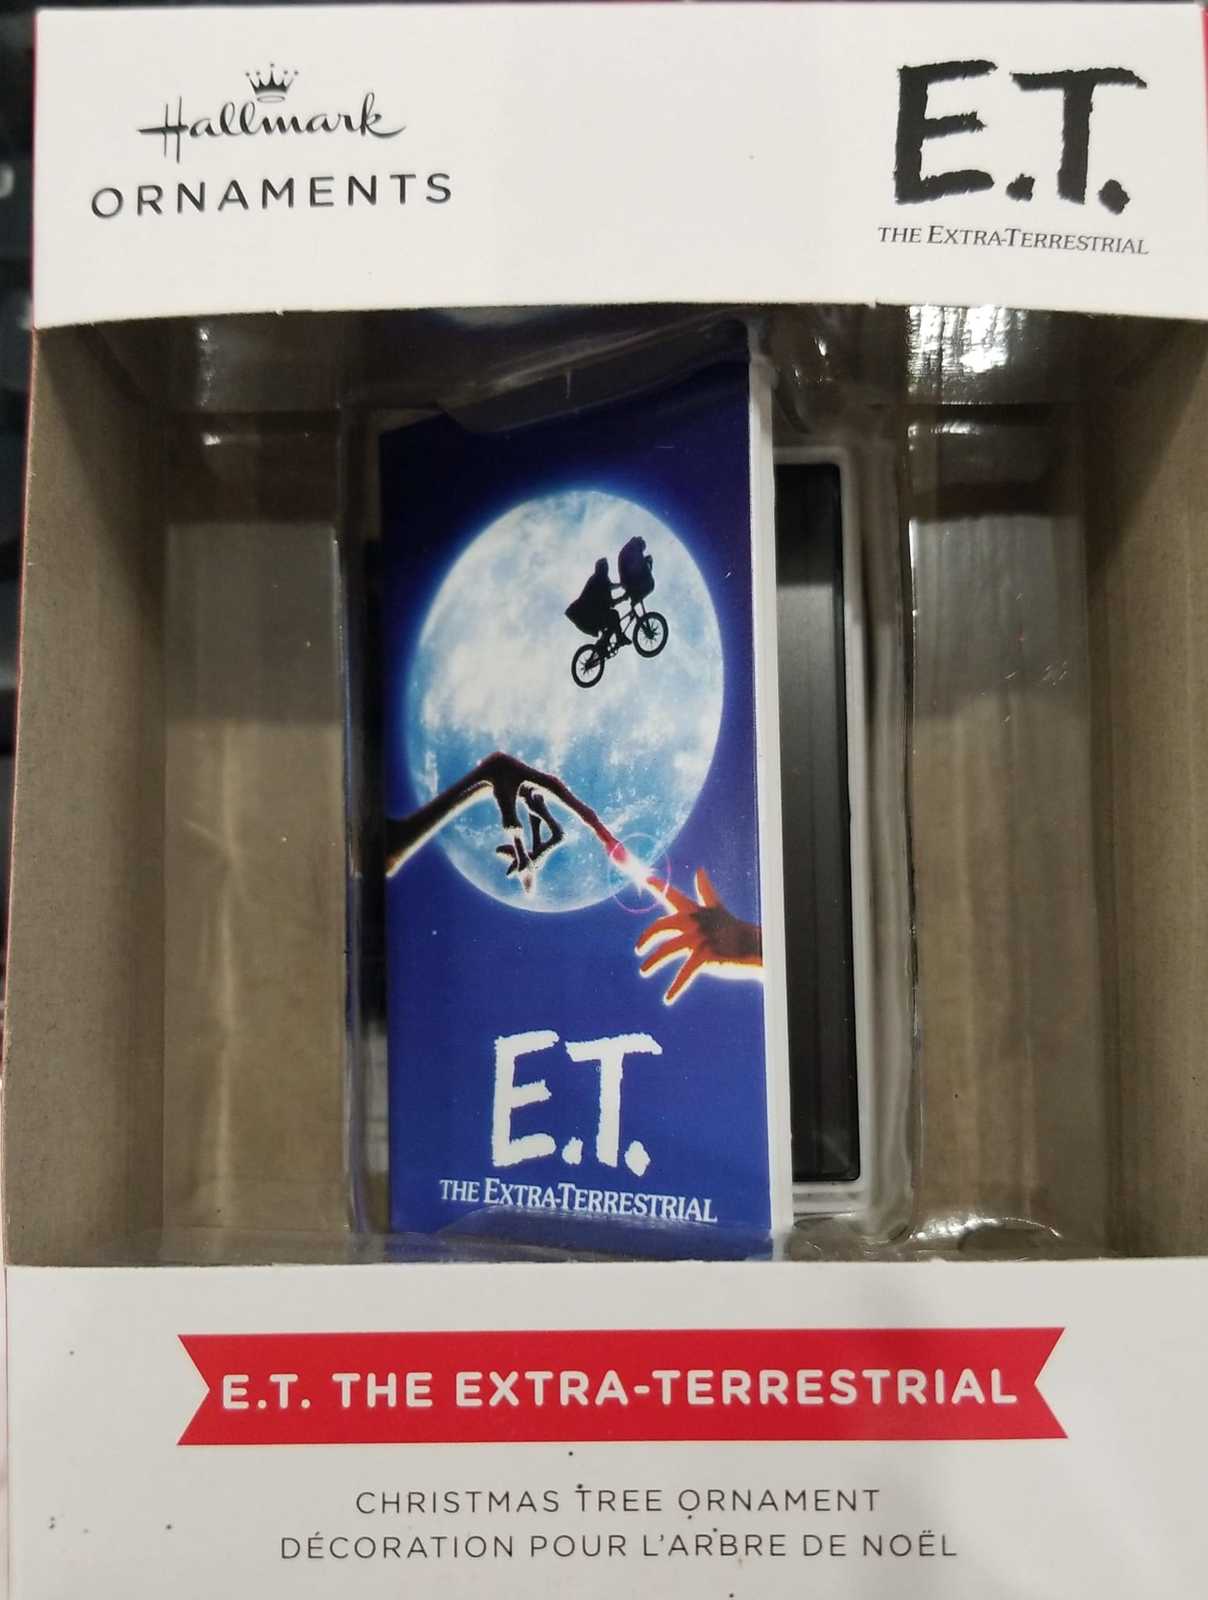 Hallmark
ORNAMENTS
E.T.
THE EXTRA-TERRESTRIAL
E.T.
THE EXTRA-TERRESTRIAL
E.T. THE EXTRA-TERRESTRIAL
CHRISTMAS TREE ORNAMENT
DÉCORATION POUR L'ARBRE DE NOËL